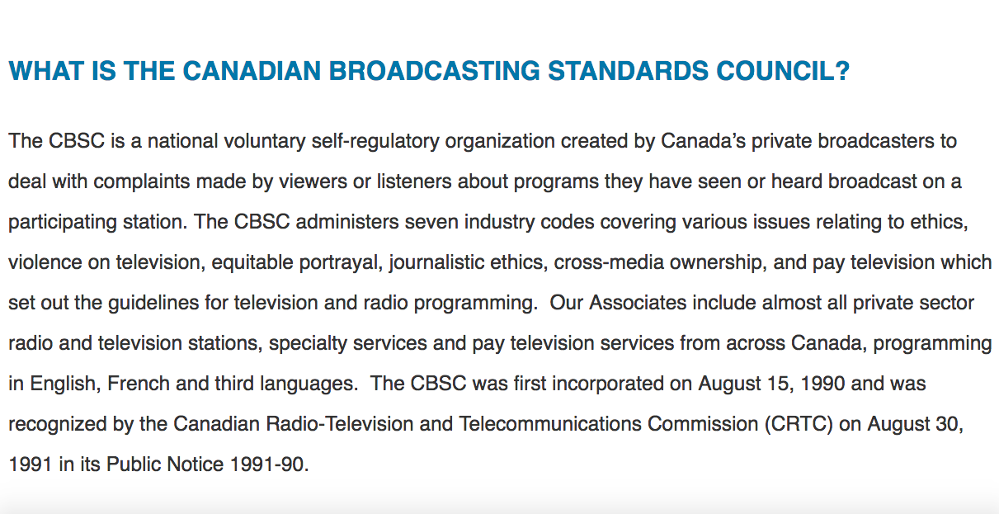 WHAT IS THE CANADIAN BROADCASTING STANDARDS COUNCIL?
The CBSC is a national voluntary self-regulatory organization created by Canada’s private broadcasters to
deal with complaints made by viewers or listeners about programs they have seen or heard broadcast on a
participating station. The CBSC administers seven industry codes covering various issues relating to ethics,
violence on television, equitable portrayal, journalistic ethics, cross-media ownership, and pay television which
set out the guidelines for television and radio programming.  Our Associates include almost all private sector
radio and television stations, specialty services and pay television services from across Canada, programming
in English, French and third languages.  The CBSC was first incorporated on August 15, 1990 and was
recognized by the Canadian Radio-Television and Telecommunications Commission (CRTC) on August 30,
1991 in its Public Notice 1991-90.